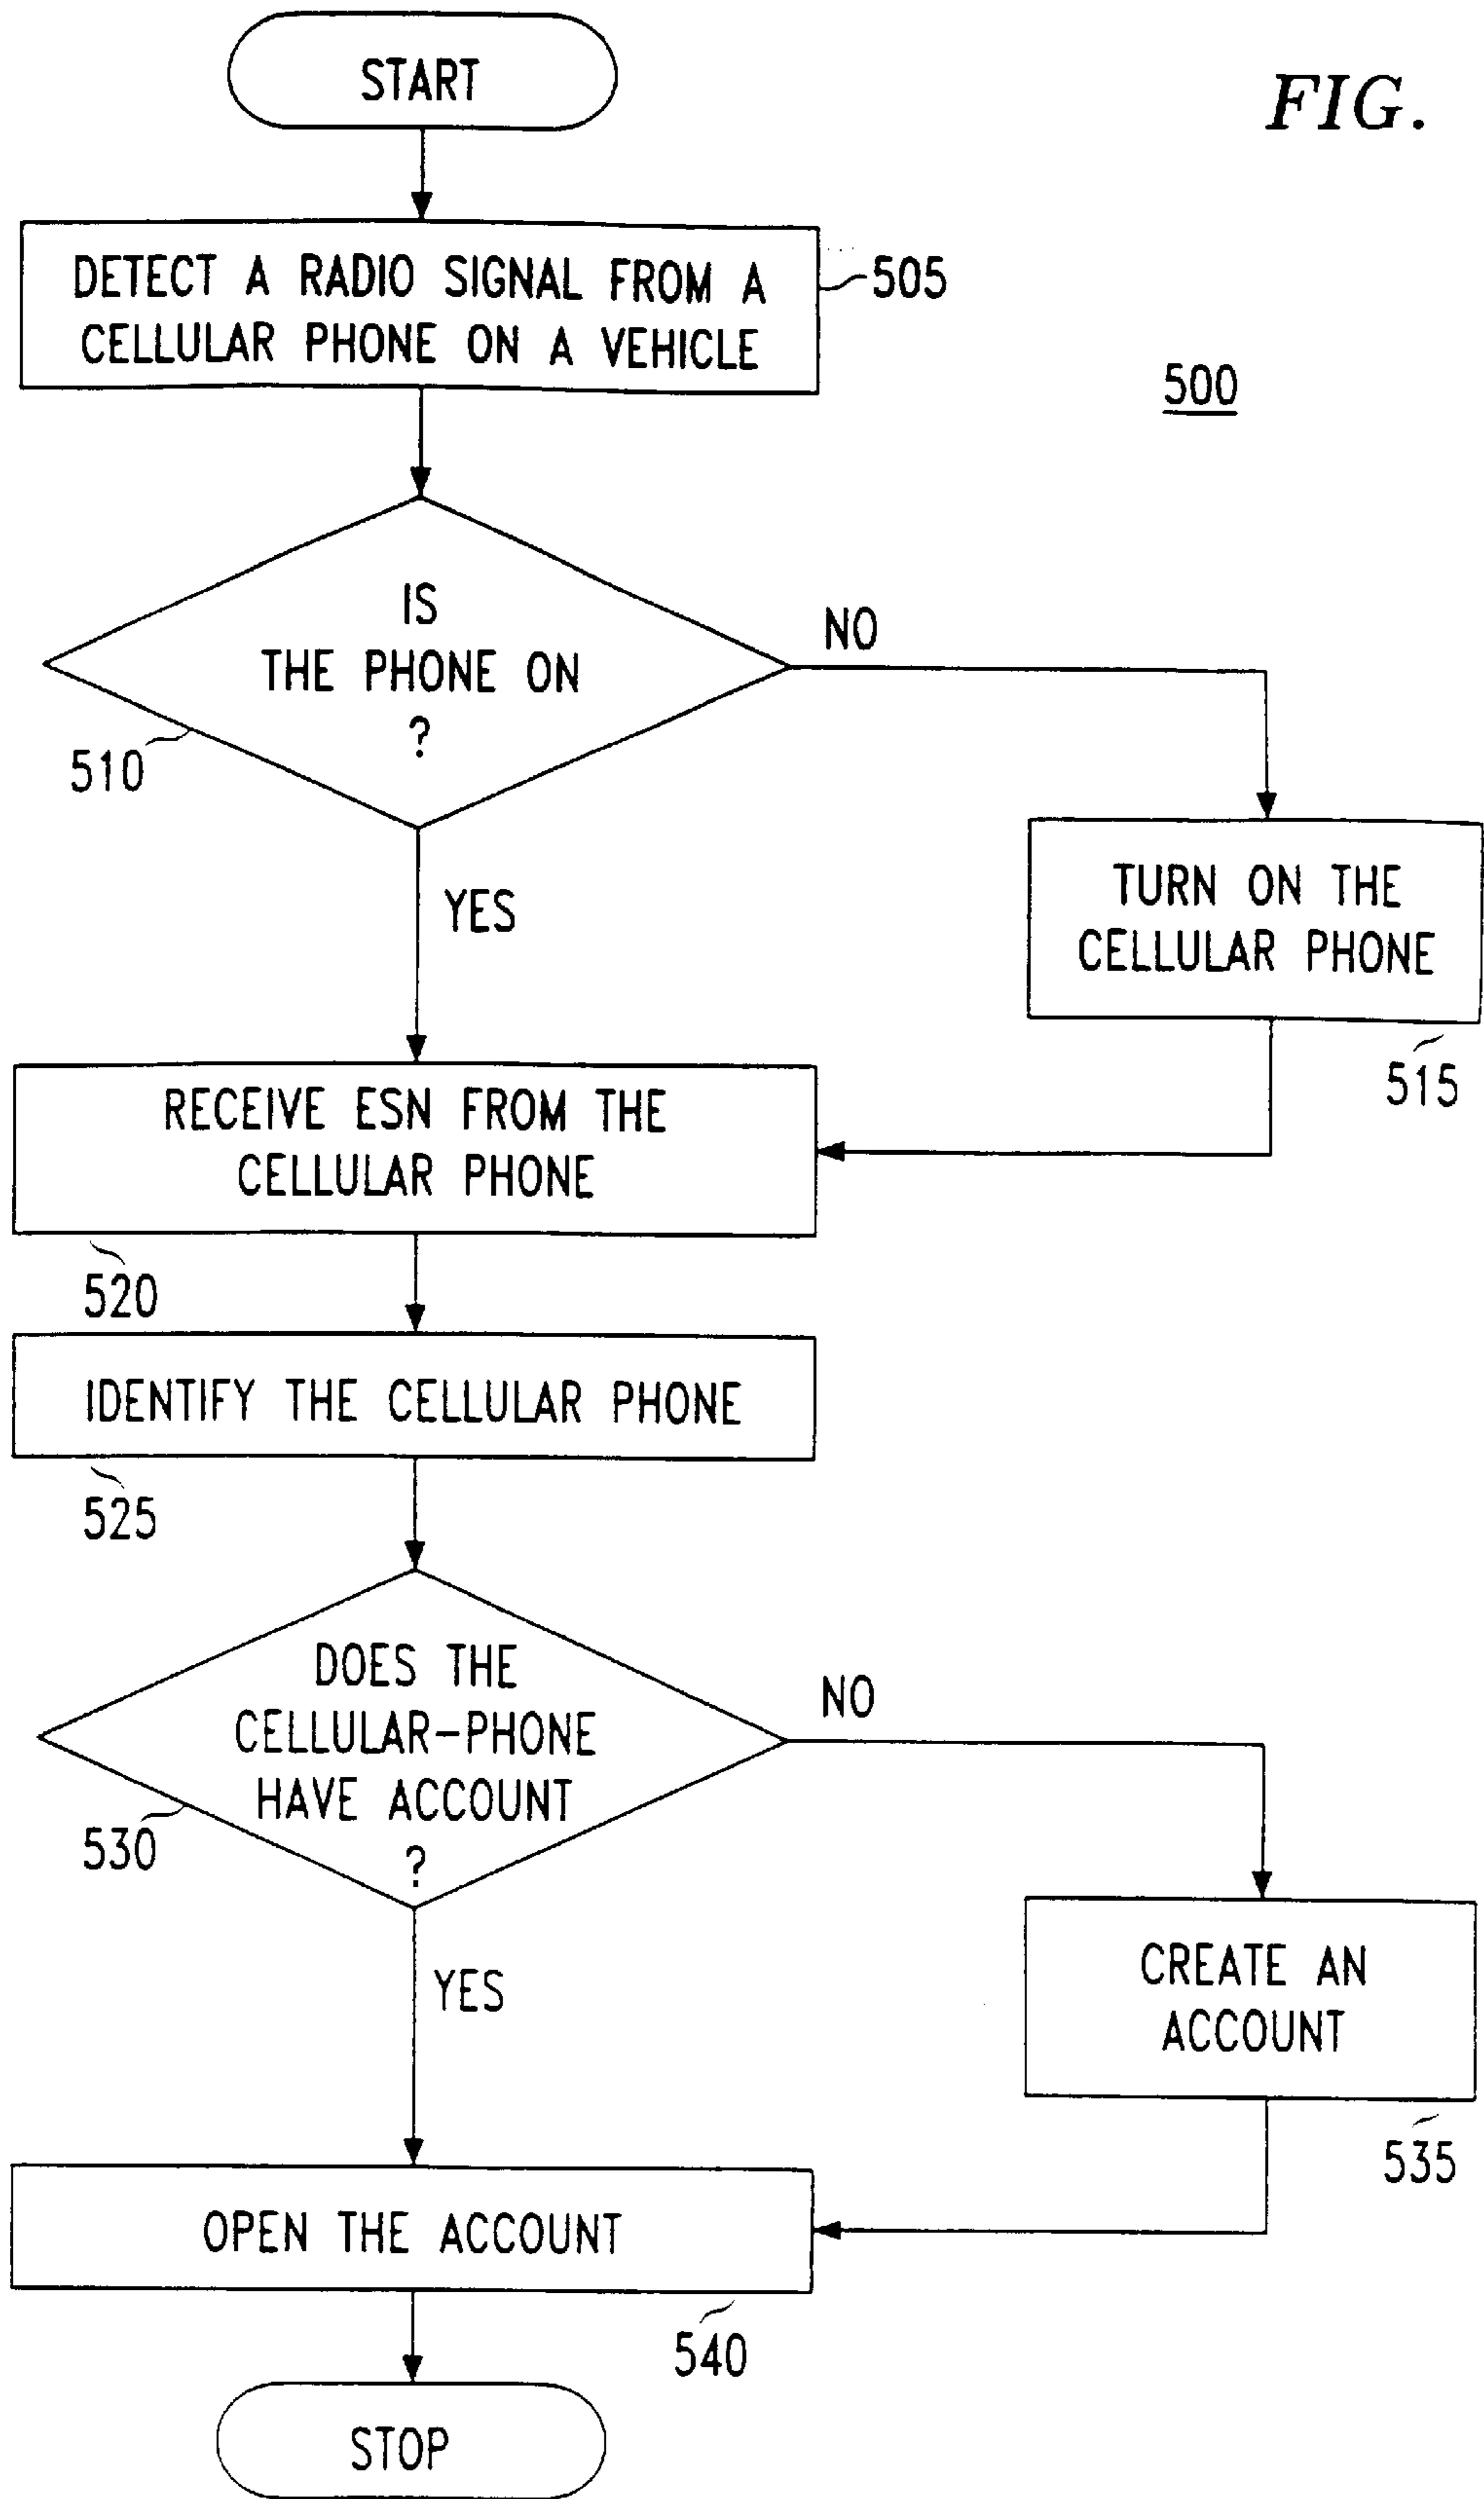 START
FIG.
DETECT A RADIO SIGNAL FROM A
CELLULAR PHONE ON A VEHICLE
505
500
IS
THE PHONE ON
?
NO
510
YES
TURN ON THE
CELLULAR PHONE
515
RECEIVE ESN FROM THE
CELLULAR PHONE
520
IDENTIFY THE CELLULAR PHONE
525
DOES THE
CELLULAR-PHONE
HAVE ACCOUNT
?
NO
530
YES
CREATE AN
ACCOUNT
535
OPEN THE ACCOUNT
540
STOP